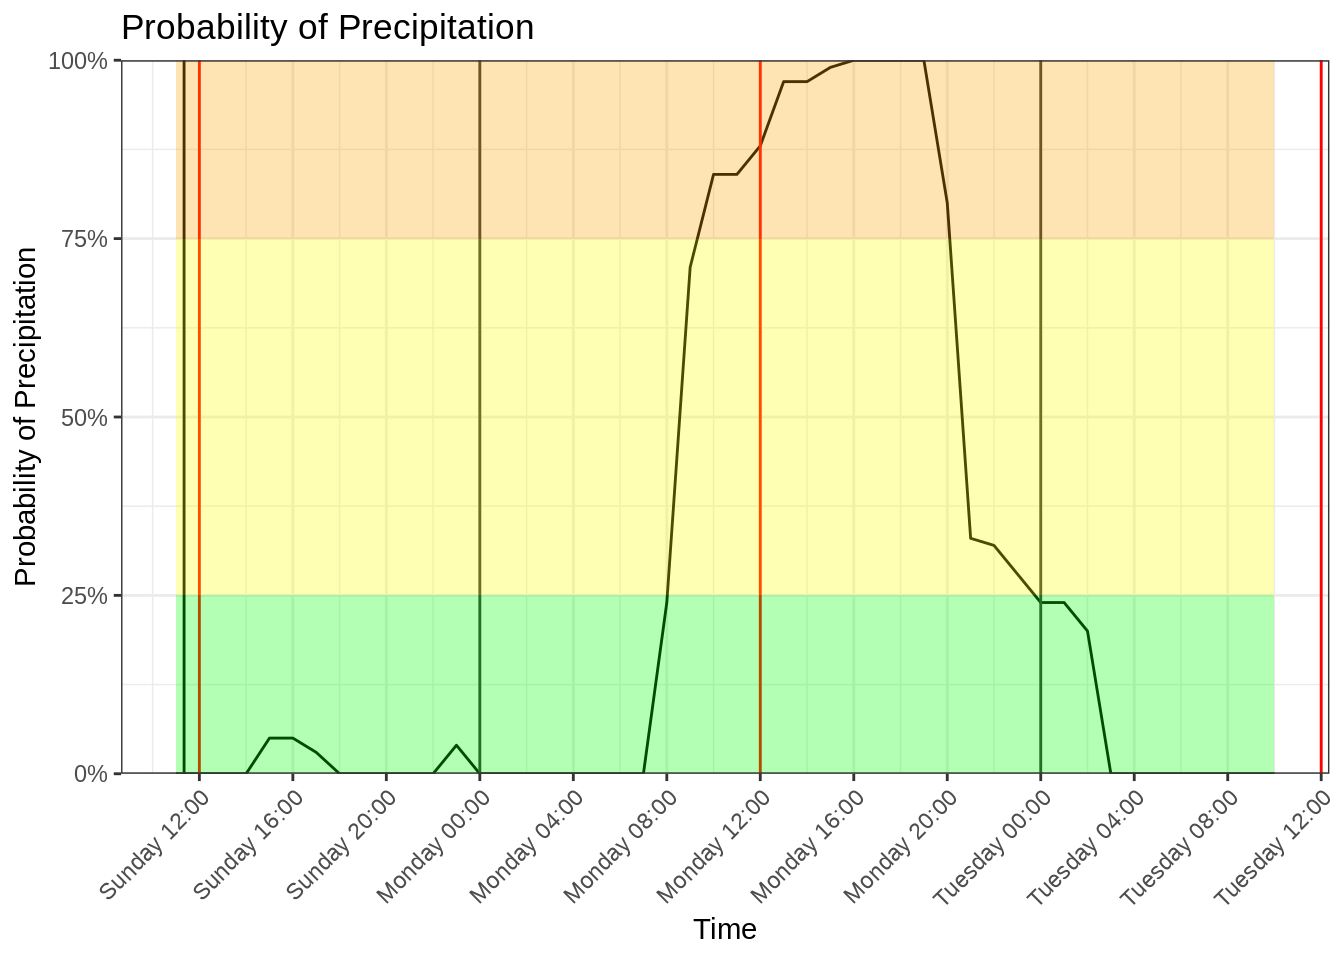 Probability of Precipitation
Probability of Precipitation
100%
75%
50%
25%
0%
Sunday 12:00
Sunday 16:00
Sunday 20:00
Monday 00:00
Monday 04:00
Monday 08:00
Monday 12:00
Monday 16:00
Monday 20:00
Tuesday 00:00
Tuesday 04:00
Tuesday 08:00
Tuesday 12:00
Time